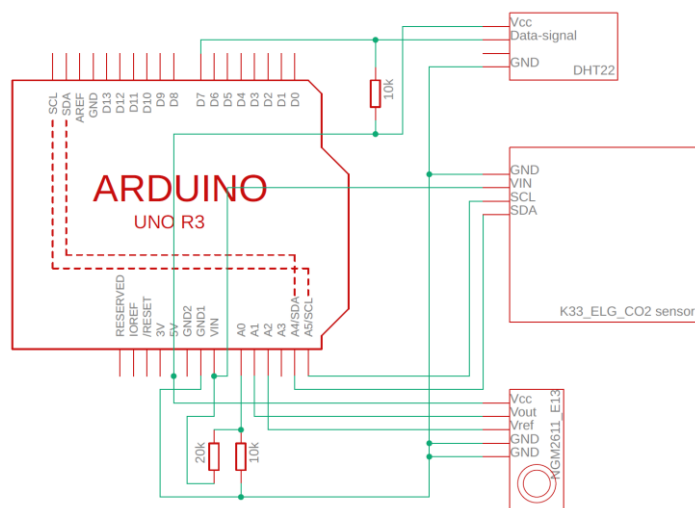 Vcc
Data-signal
GND
DHT22
10k
SCL
SDA
AREF
GND
D13
D12
D11
D10
D9
D8
D7
D6
D5
D4
D3
D2
D1
D0
ARDUINO
UNO R3
GND
VIN
SCL
SDA
K33_ELG_CO2 sensor
RESERVED
IOREF
/RESET
3V
5V
GND2
GND1
VIN
A0
A1
A2
A3
A4/SDA
A5/SCL
Vcc
Vout
Vref
GND
GND
NGM2611_E13
20k
10k